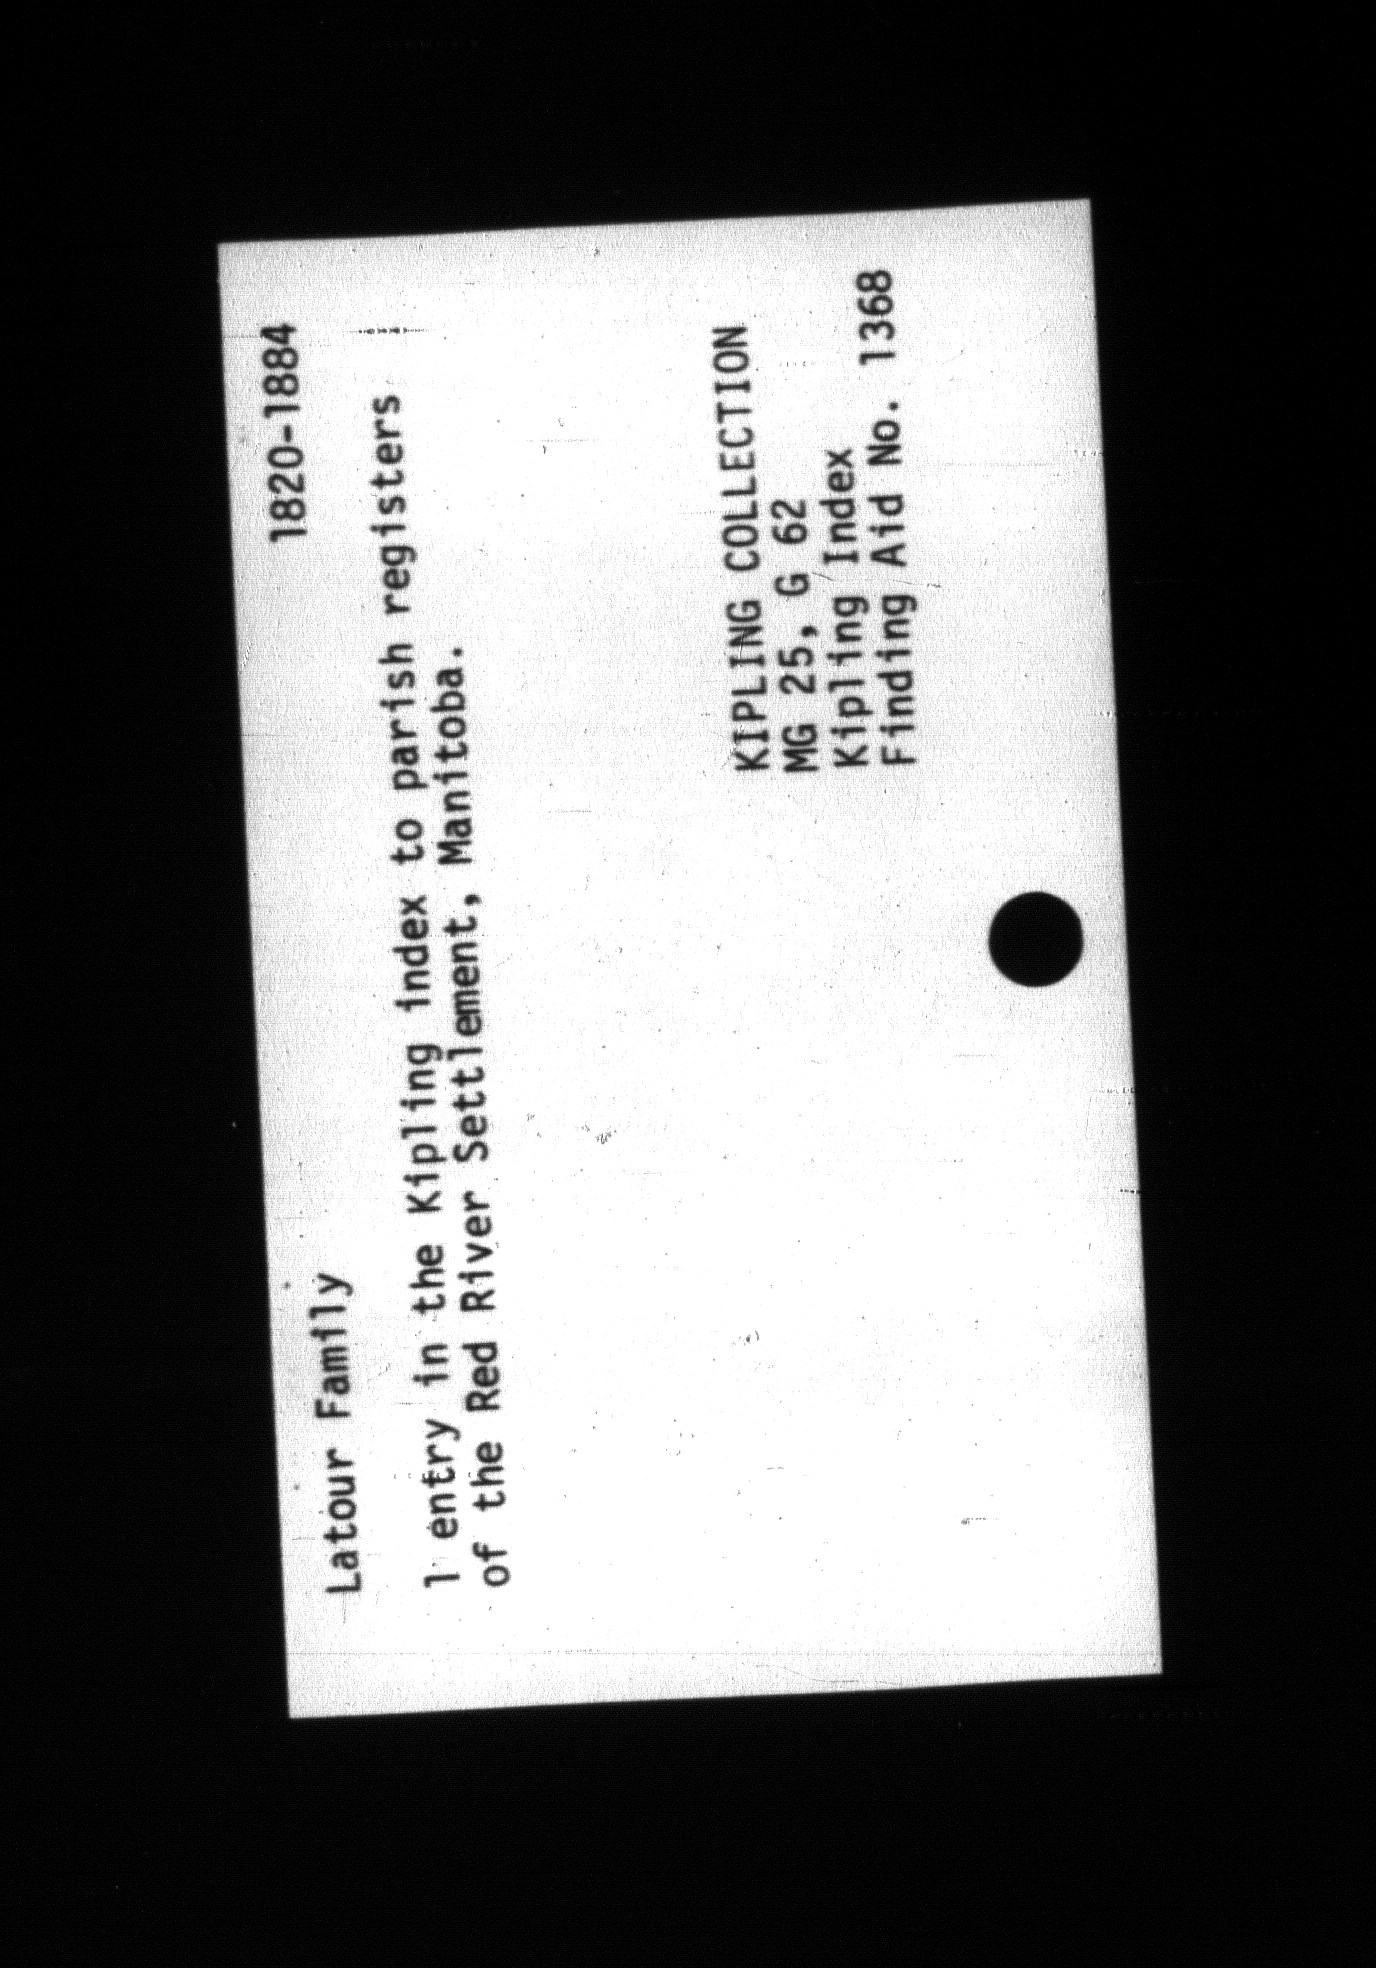 Latour Family 1820-1884
1 entry in the Kipling index to parish registers
of the Red River Settlement, Manitoba.
KIPLING COLLECTION
MG 25, G 62
Kipling Index
Finding Aid No. 1368